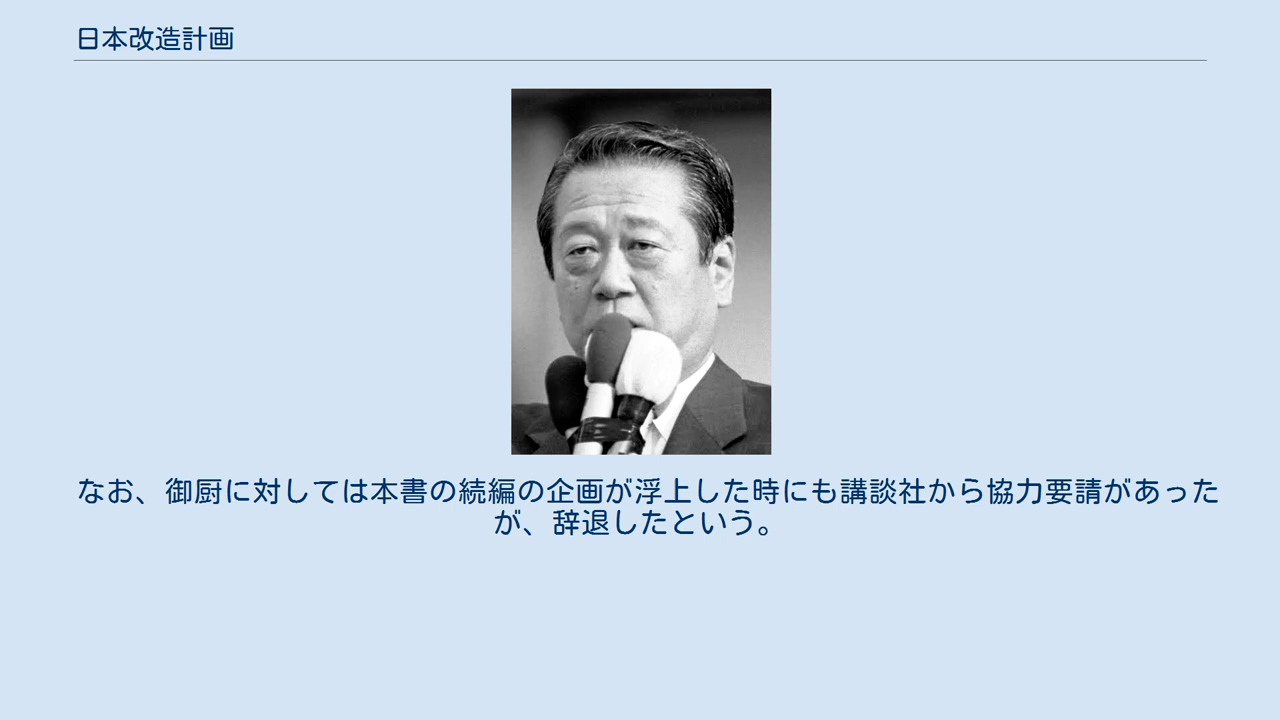 日本改造計画
なお、御厨に対しては本書の続編の企画が浮上した時にも講談社から協力要請があった
が、辞退したという。